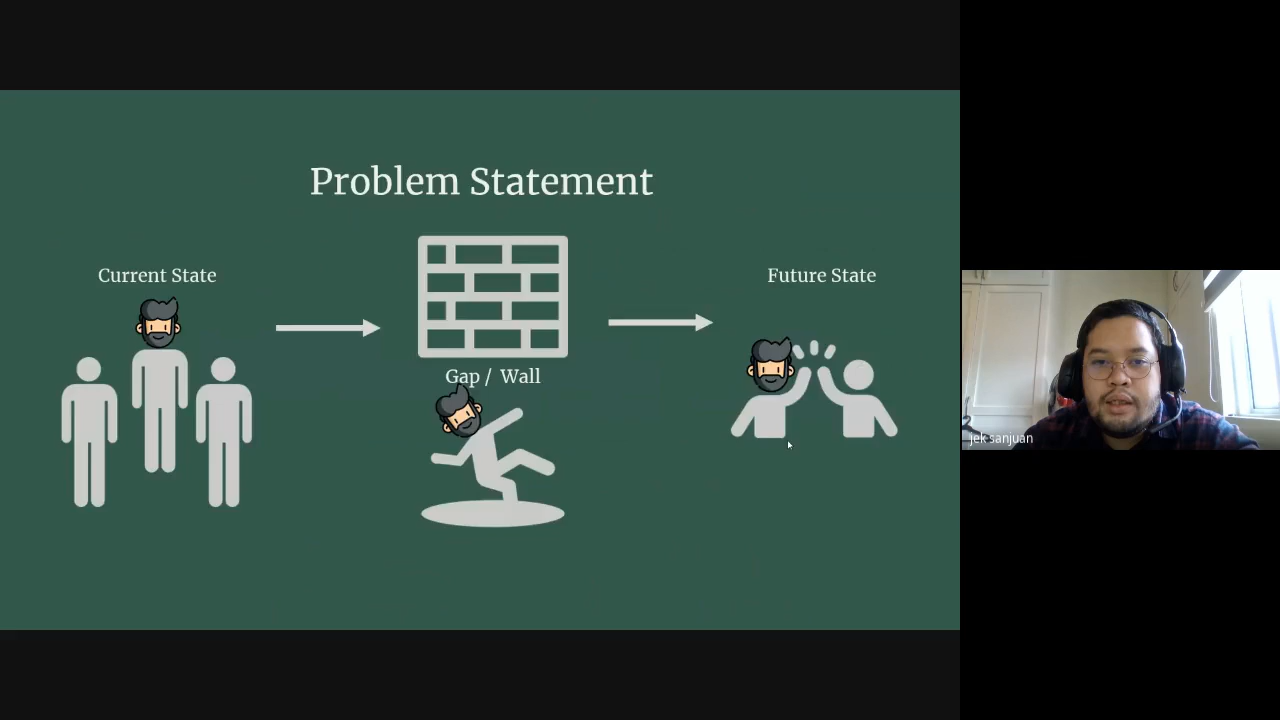 Problem Statement
Current State
Gap / Wall
Future State
jek sanjuan